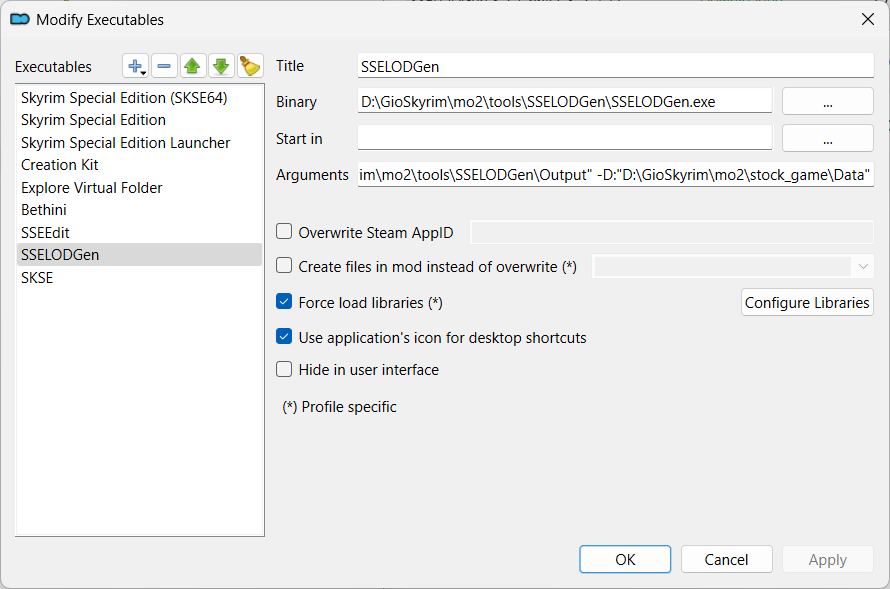 Modify Executables
Executables
Skyrim Special Edition (SKSE64)
Skyrim Special Edition
Skyrim Special Edition Launcher
Creation Kit
Explore Virtual Folder
Bethini
SSEEdit
SSELODGen
SKSE
Title SSELODGen
Binary D:\GioSkyrim\mo2\tools\SSELODGen\SSELODGen.exe ...
Start in ...
Arguments im\mo2\tools\SSELODGen\Output" -D:"D:\GioSkyrim\mo2\stock_game\Data"
Overwrite Steam AppID
Create files in mod instead of overwrite (*)
Force load libraries (*) Configure Libraries
Use application's icon for desktop shortcuts
Hide in user interface
(*) Profile specific
OK Cancel Apply